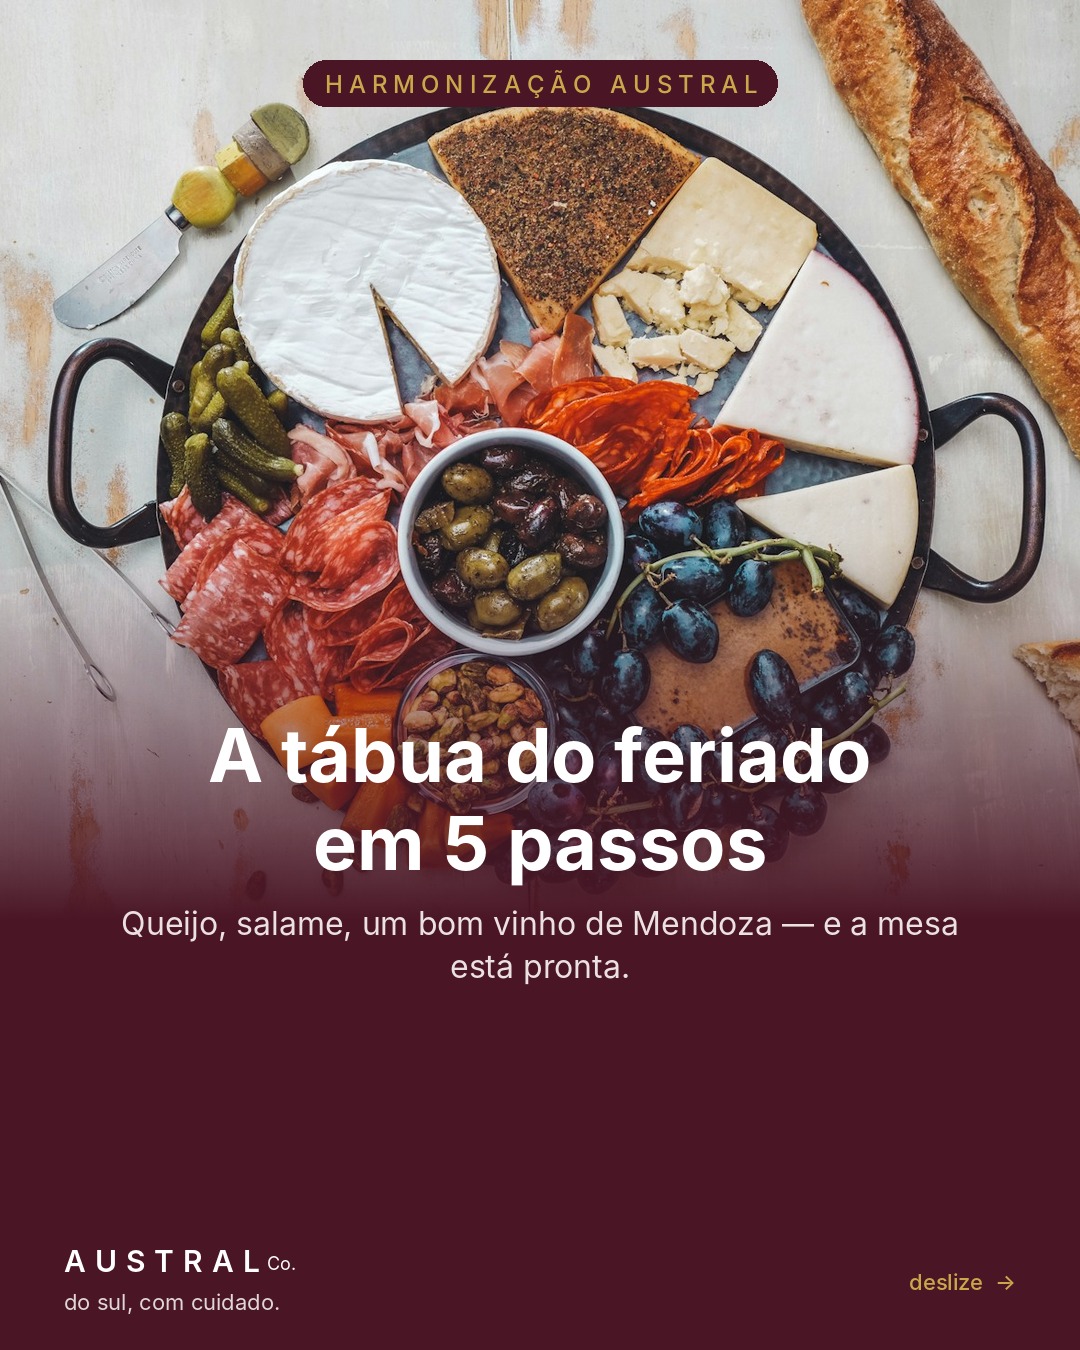 HARMONIZAÇÃO AUSTRAL
A tábua do feriado
em 5 passos
Queijo, salame, um bom vinho de Mendoza — e a mesa
está pronta.
AUSTRAL Co.
do sul, com cuidado.
deslize →